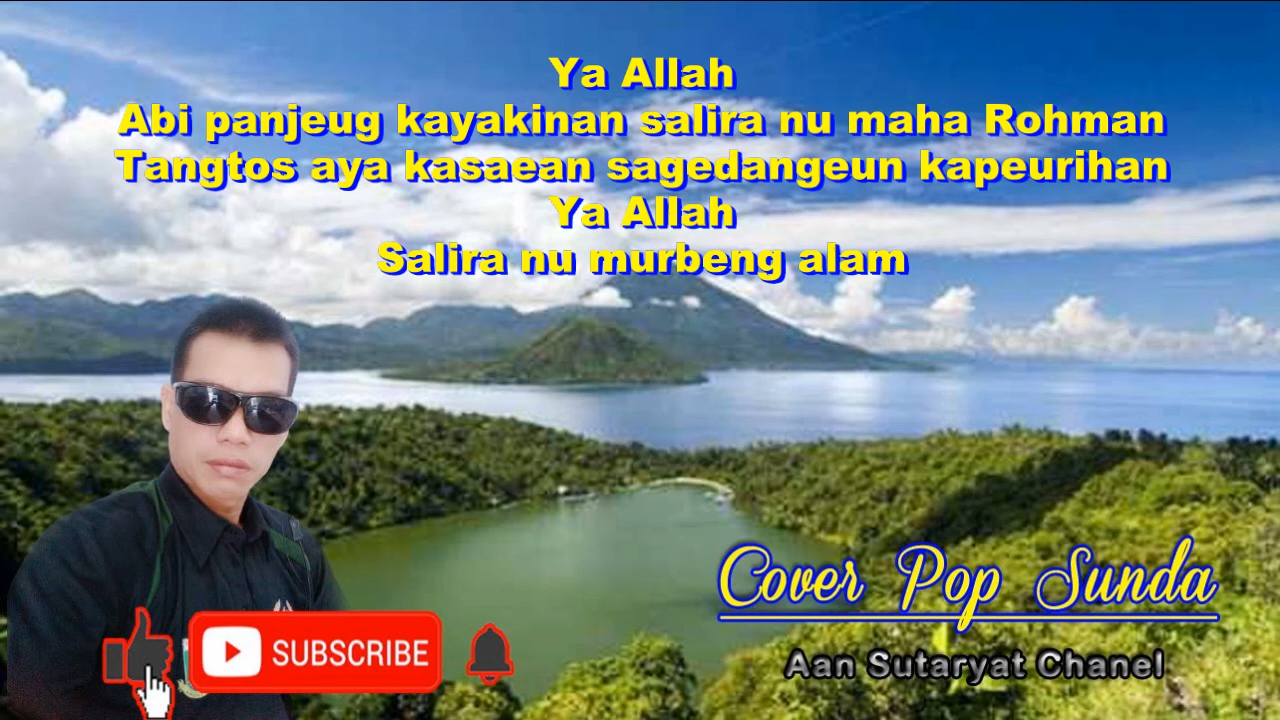 Ya Allah
Abi panjeug kayakinan salira nu maha Rohman
Tangtos aya kasaean sagedangeun kapeurihan
Ya Allah
Salira nu murbeng alam
Cover Pop Sunda
Aan Sutaryat Chanel
SUBSCRIBE